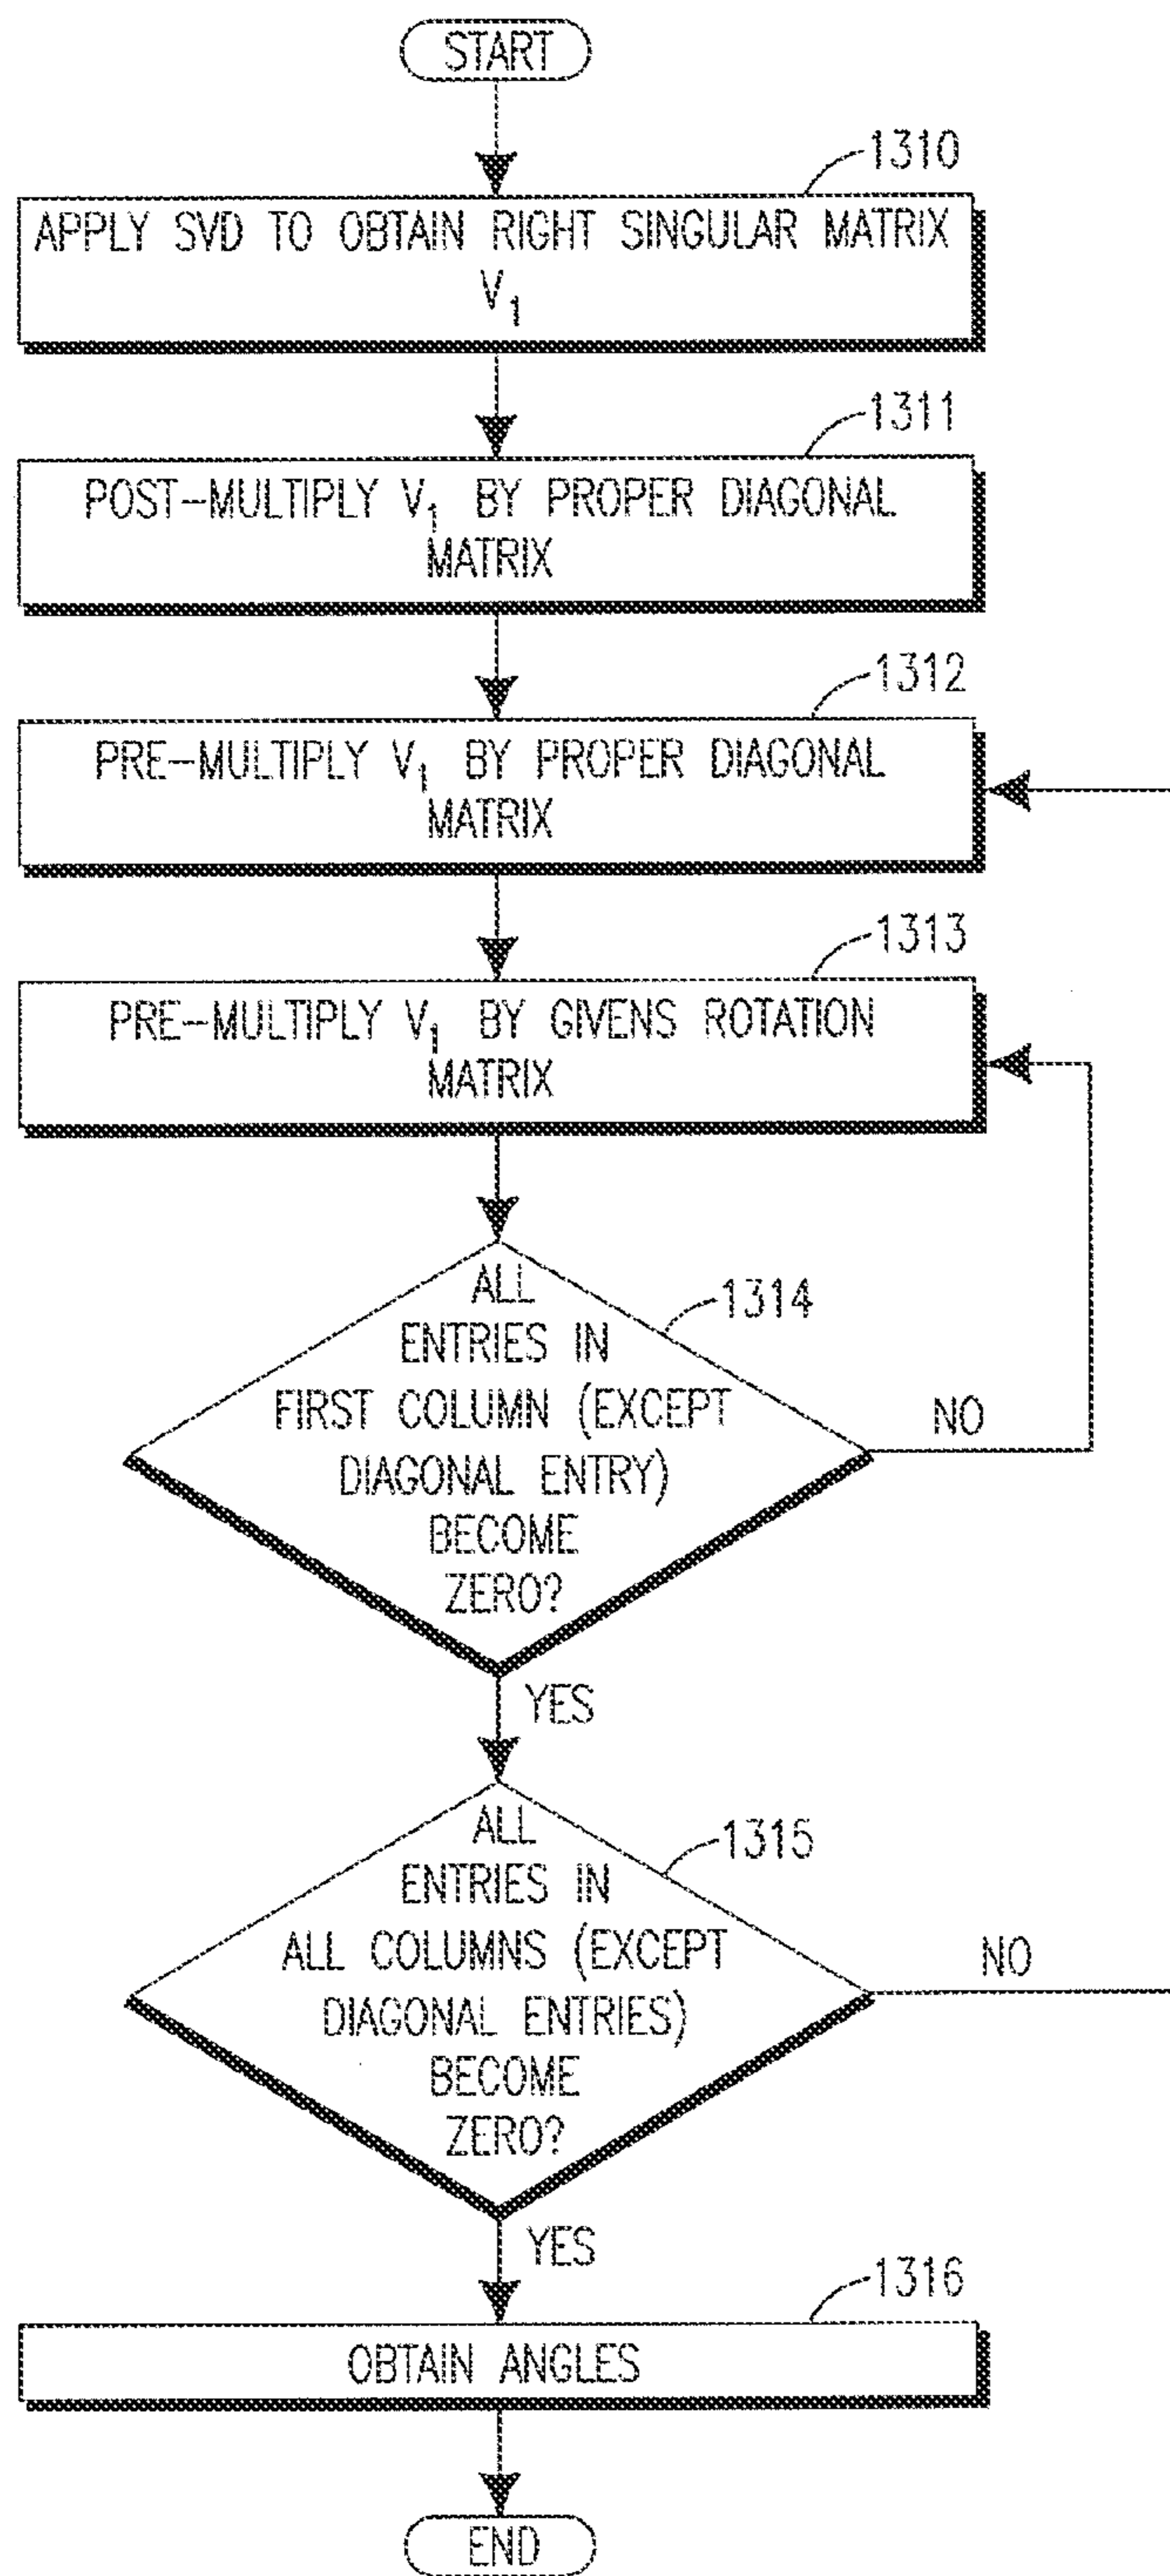 START
1310
APPLY SVD TO OBTAIN RIGHT SINGULAR MATRIX
V1
1311
POST-MULTIPLY V1 BY PROPER DIAGONAL
MATRIX
1312
PRE-MULTIPLY V1 BY PROPER DIAGONAL
MATRIX
1313
PRE-MULTIPLY V1 BY GIVENS ROTATION
MATRIX
1314
ALL
ENTRIES IN
FIRST COLUMN (EXCEPT
DIAGONAL ENTRY)
BECOME
ZERO?
NO
YES
1315
ALL
ENTRIES IN
ALL COLUMNS (EXCEPT
DIAGONAL ENTRIES)
BECOME
ZERO?
NO
YES
1316
OBTAIN ANGLES
END